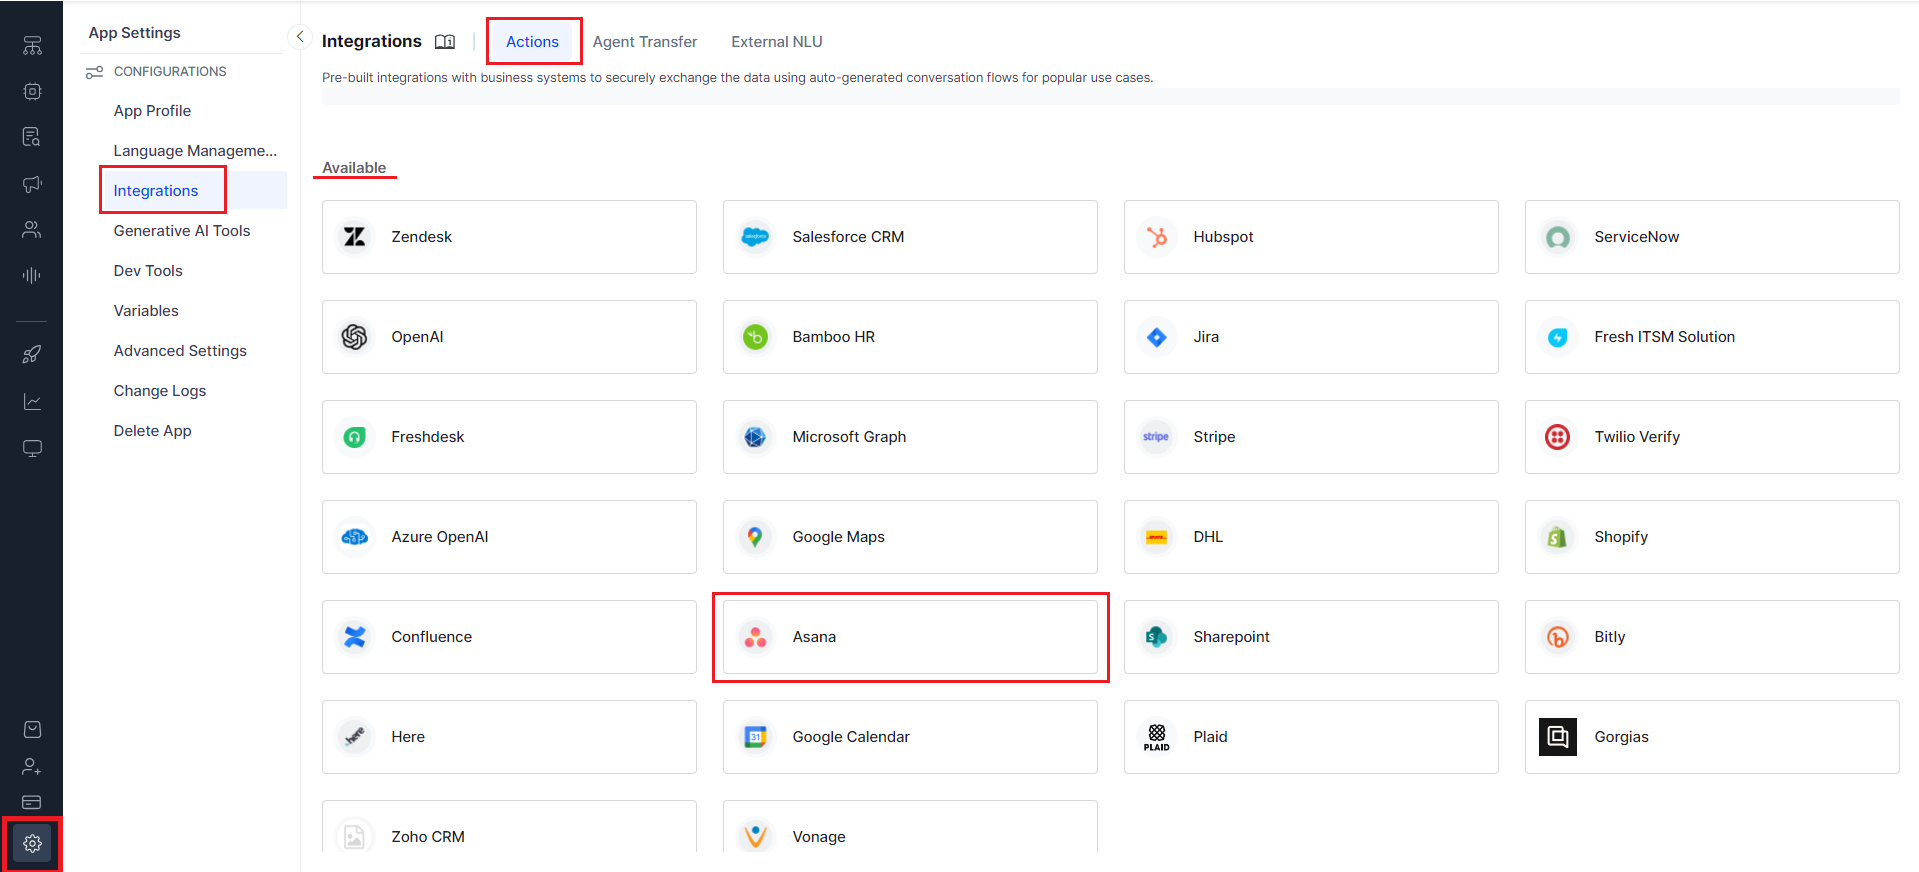 App Settings
CONFIGURATIONS
App Profile
Language Manageme...
Integrations
Generative AI Tools
Dev Tools
Variables
Advanced Settings
Change Logs
Delete App
Integrations Actions Agent Transfer External NLU
Pre-built integrations with business systems to securely exchange the data using auto-generated conversation flows for popular use cases.
Available
Zendesk
salesforce Salesforce CRM
Hubspot
ServiceNow
OpenAI
Bamboo HR
Jira
Fresh ITSM Solution
Freshdesk
Microsoft Graph
stripe Stripe
Twilio Verify
Azure OpenAI
Google Maps
DHL
Shopify
Confluence
Asana
S Sharepoint
b Bitly
here Here
31 Google Calendar
PLAID Plaid
Gorgias
Zoho CRM
Vonage